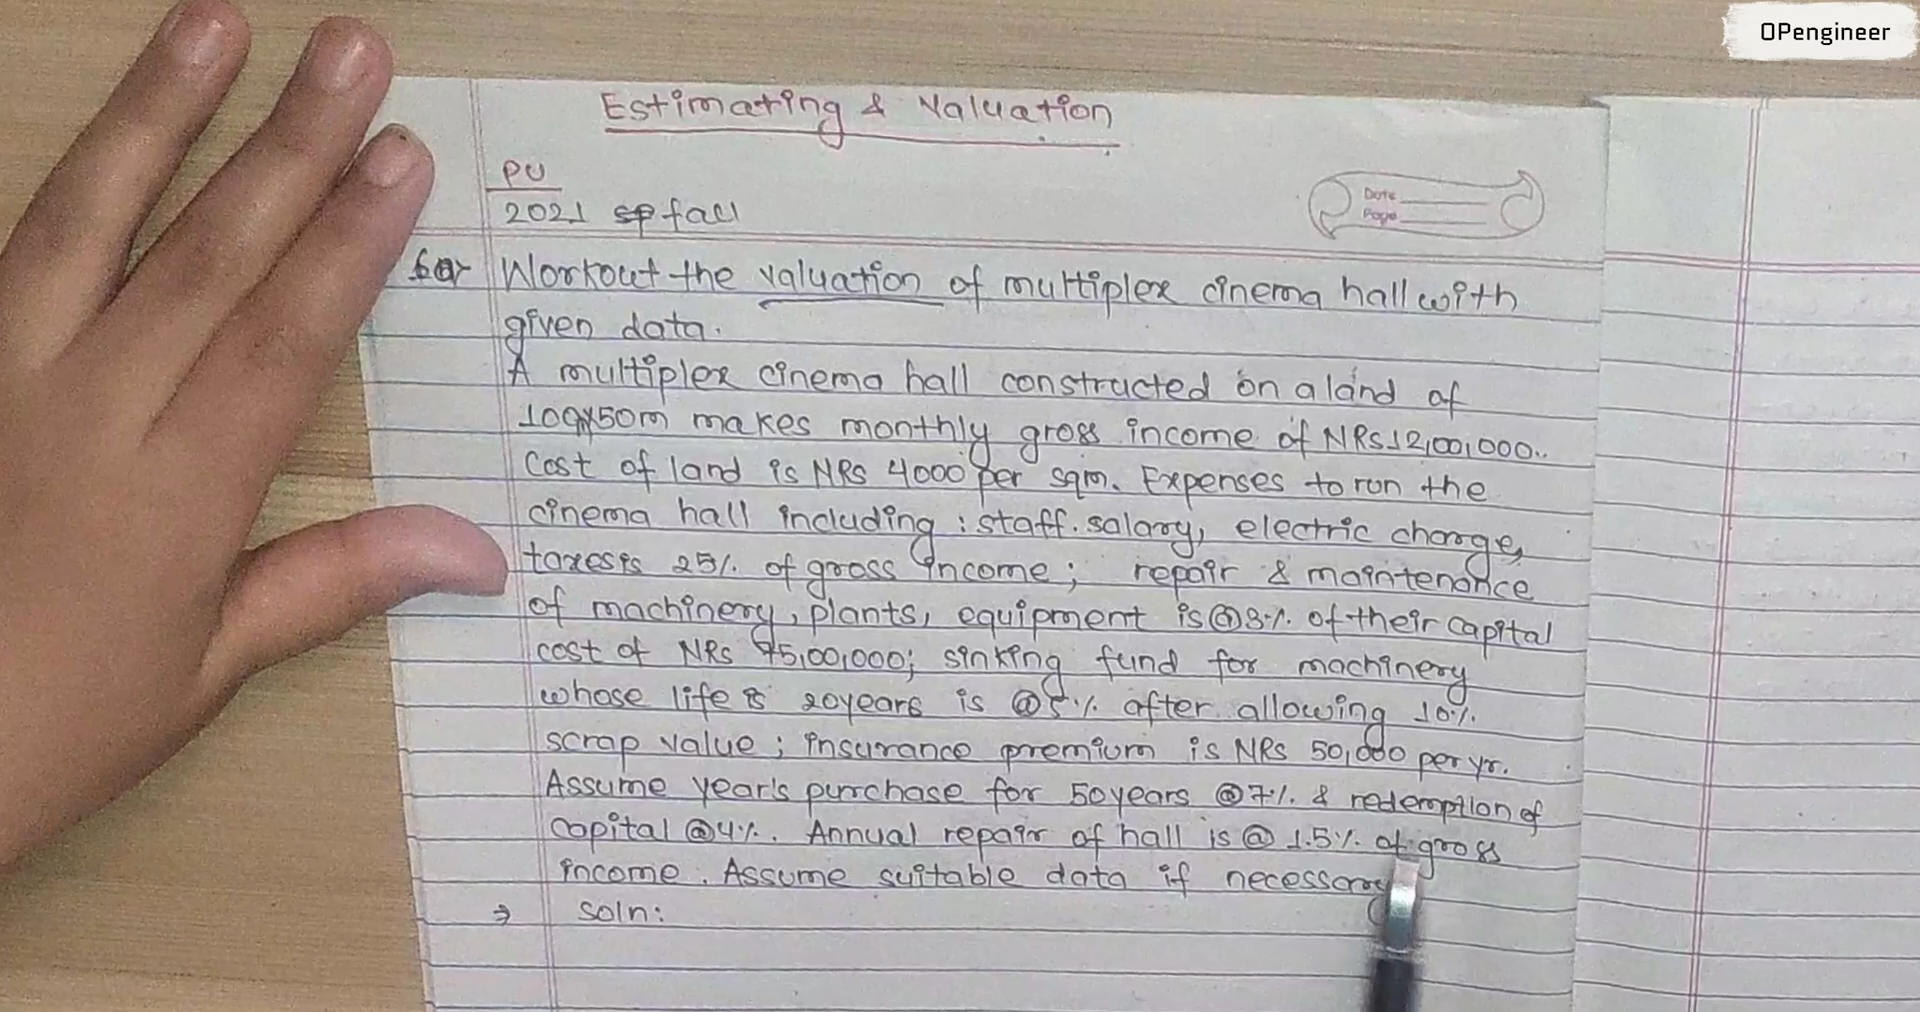 OPengineer
Estimating & Valuation
PU
2021 sp fall
Date
Page
6a> Workout the valuation of multiplex cinema hall with
given data.
A multiplex cinema hall constructed on a land of
100x50m makes monthly gross income of NRs 12,00,000.
Cost of land is NRs 4000 per sqm. Expenses to run the
cinema hall including : staff salary, electric charge,
taxes is 25% of gross income ; repair & maintenance
of machinery, plants, equipment is @3% of their capital
cost of NRs 75,00,000; sinking fund for machinery
whose life is 20years is @5% after allowing 10%
scrap value ; insurance premium is NRs 50,000 per yr.
Assume year's purchase for 50years @7% & redemption of
capital @4%. Annual repair of hall is @ 1.5% of gross
income. Assume suitable data if necessary
⇒ soln: